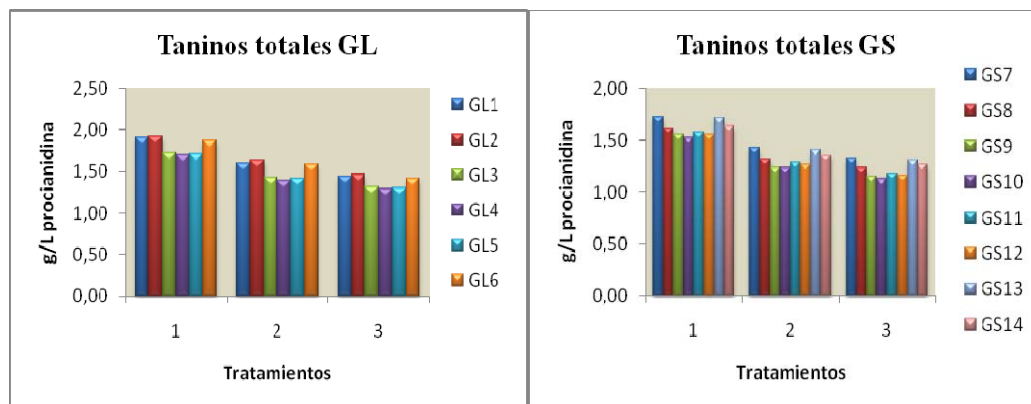 Taninos totales GL
g/L procianidina
2,50
2,00
1,50
1,00
0,50
0,00
1 2 3
Tratamientos
GL1
GL2
GL3
GL4
GL5
GL6
Taninos totales GS
g/L procianidina
2,00
1,50
1,00
0,50
0,00
1 2 3
Tratamientos
GS7
GS8
GS9
GS10
GS11
GS12
GS13
GS14